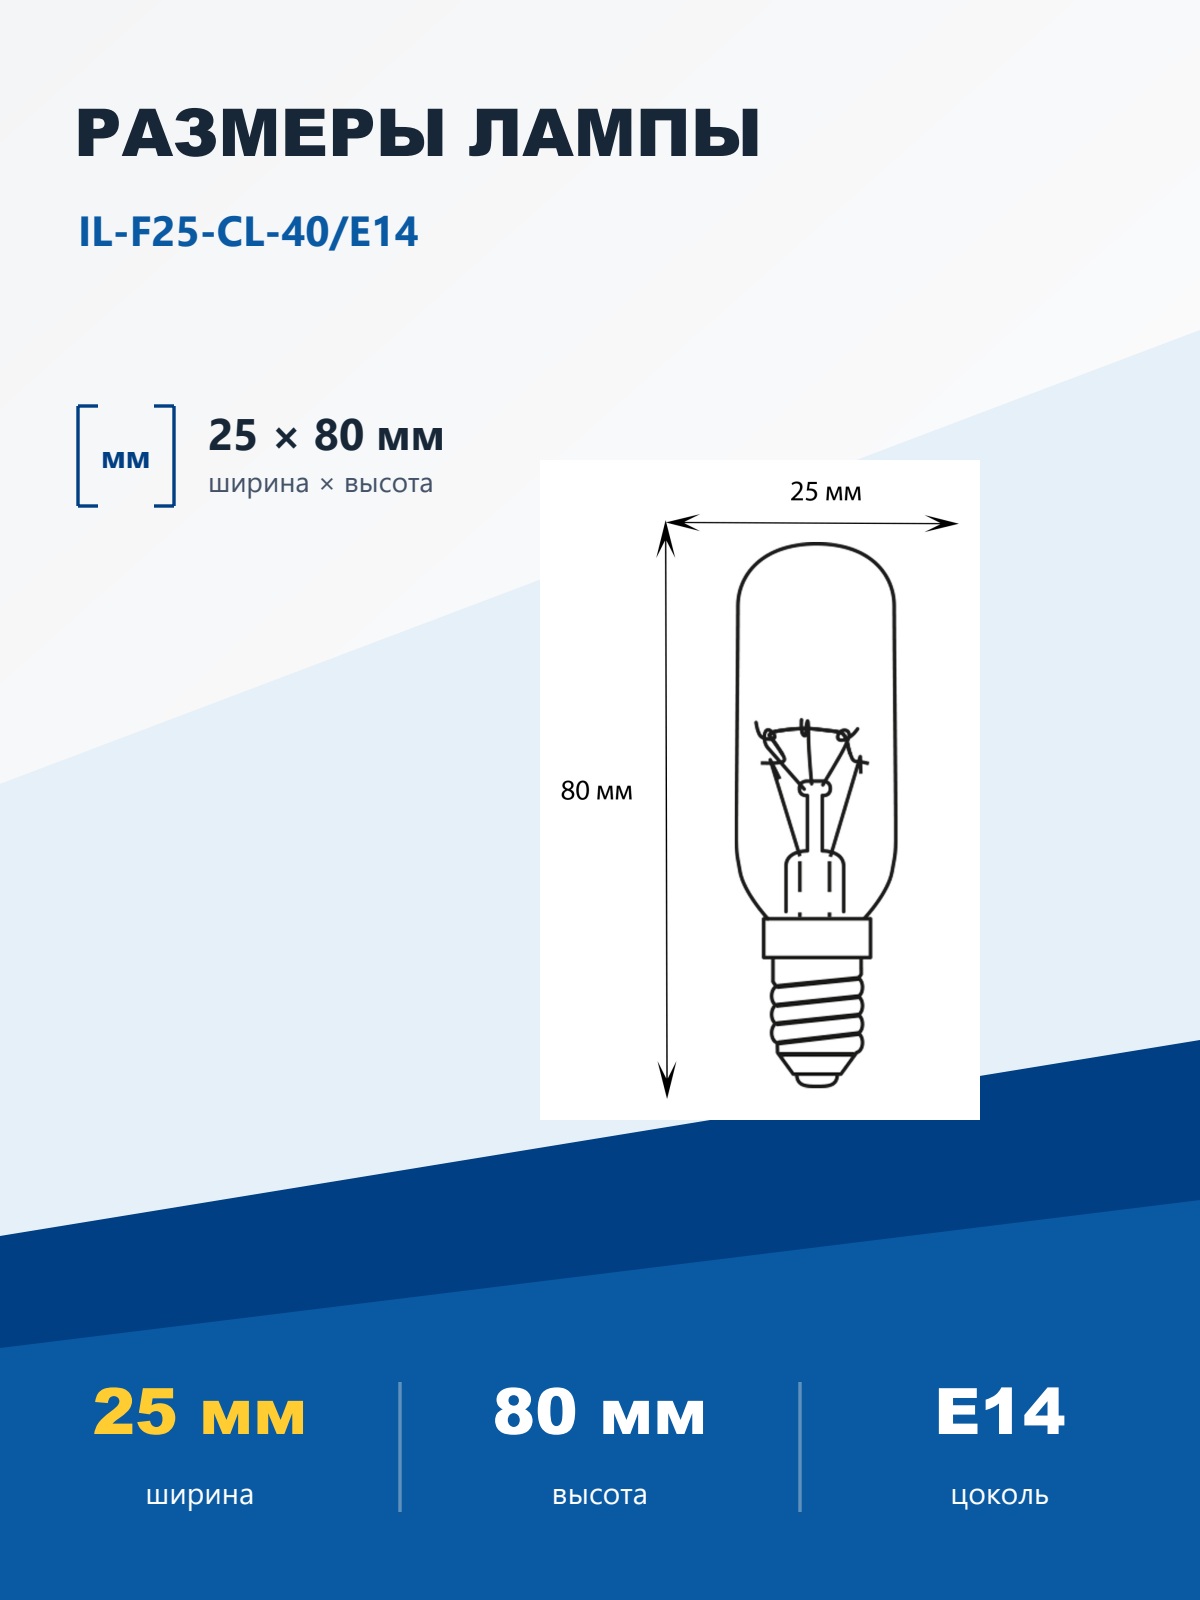 РАЗМЕРЫ ЛАМПЫ
IL-F25-CL-40/E14
мм
25 × 80 мм
ширина × высота
25 мм
80 мм
25 мм
ширина
80 мм
высота
E14
цоколь